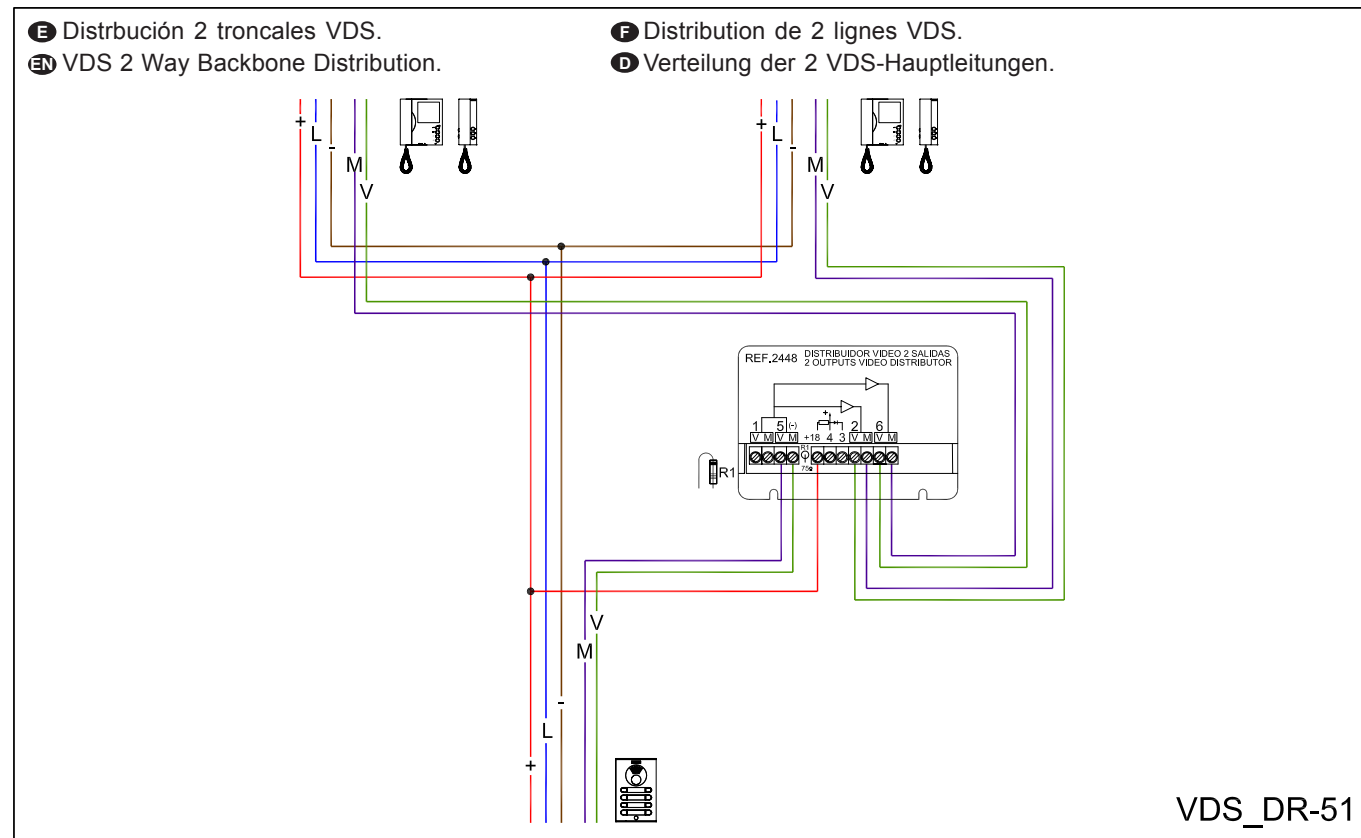 E Distrbución 2 troncales VDS.
EN VDS 2 Way Backbone Distribution.
F Distribution de 2 lignes VDS.
D Verteilung der 2 VDS-Hauptleitungen.
+ L - M V
+ L - M V
REF.2448 DISTRIBUIDOR VIDEO 2 SALIDAS
2 OUTPUTS VIDEO DISTRIBUTOR
+
1 5 (-) 2 6
V M V M +18 4 3 V M V M
R1
75Ω
R1
V
M
-
L
+
VDS_DR-51